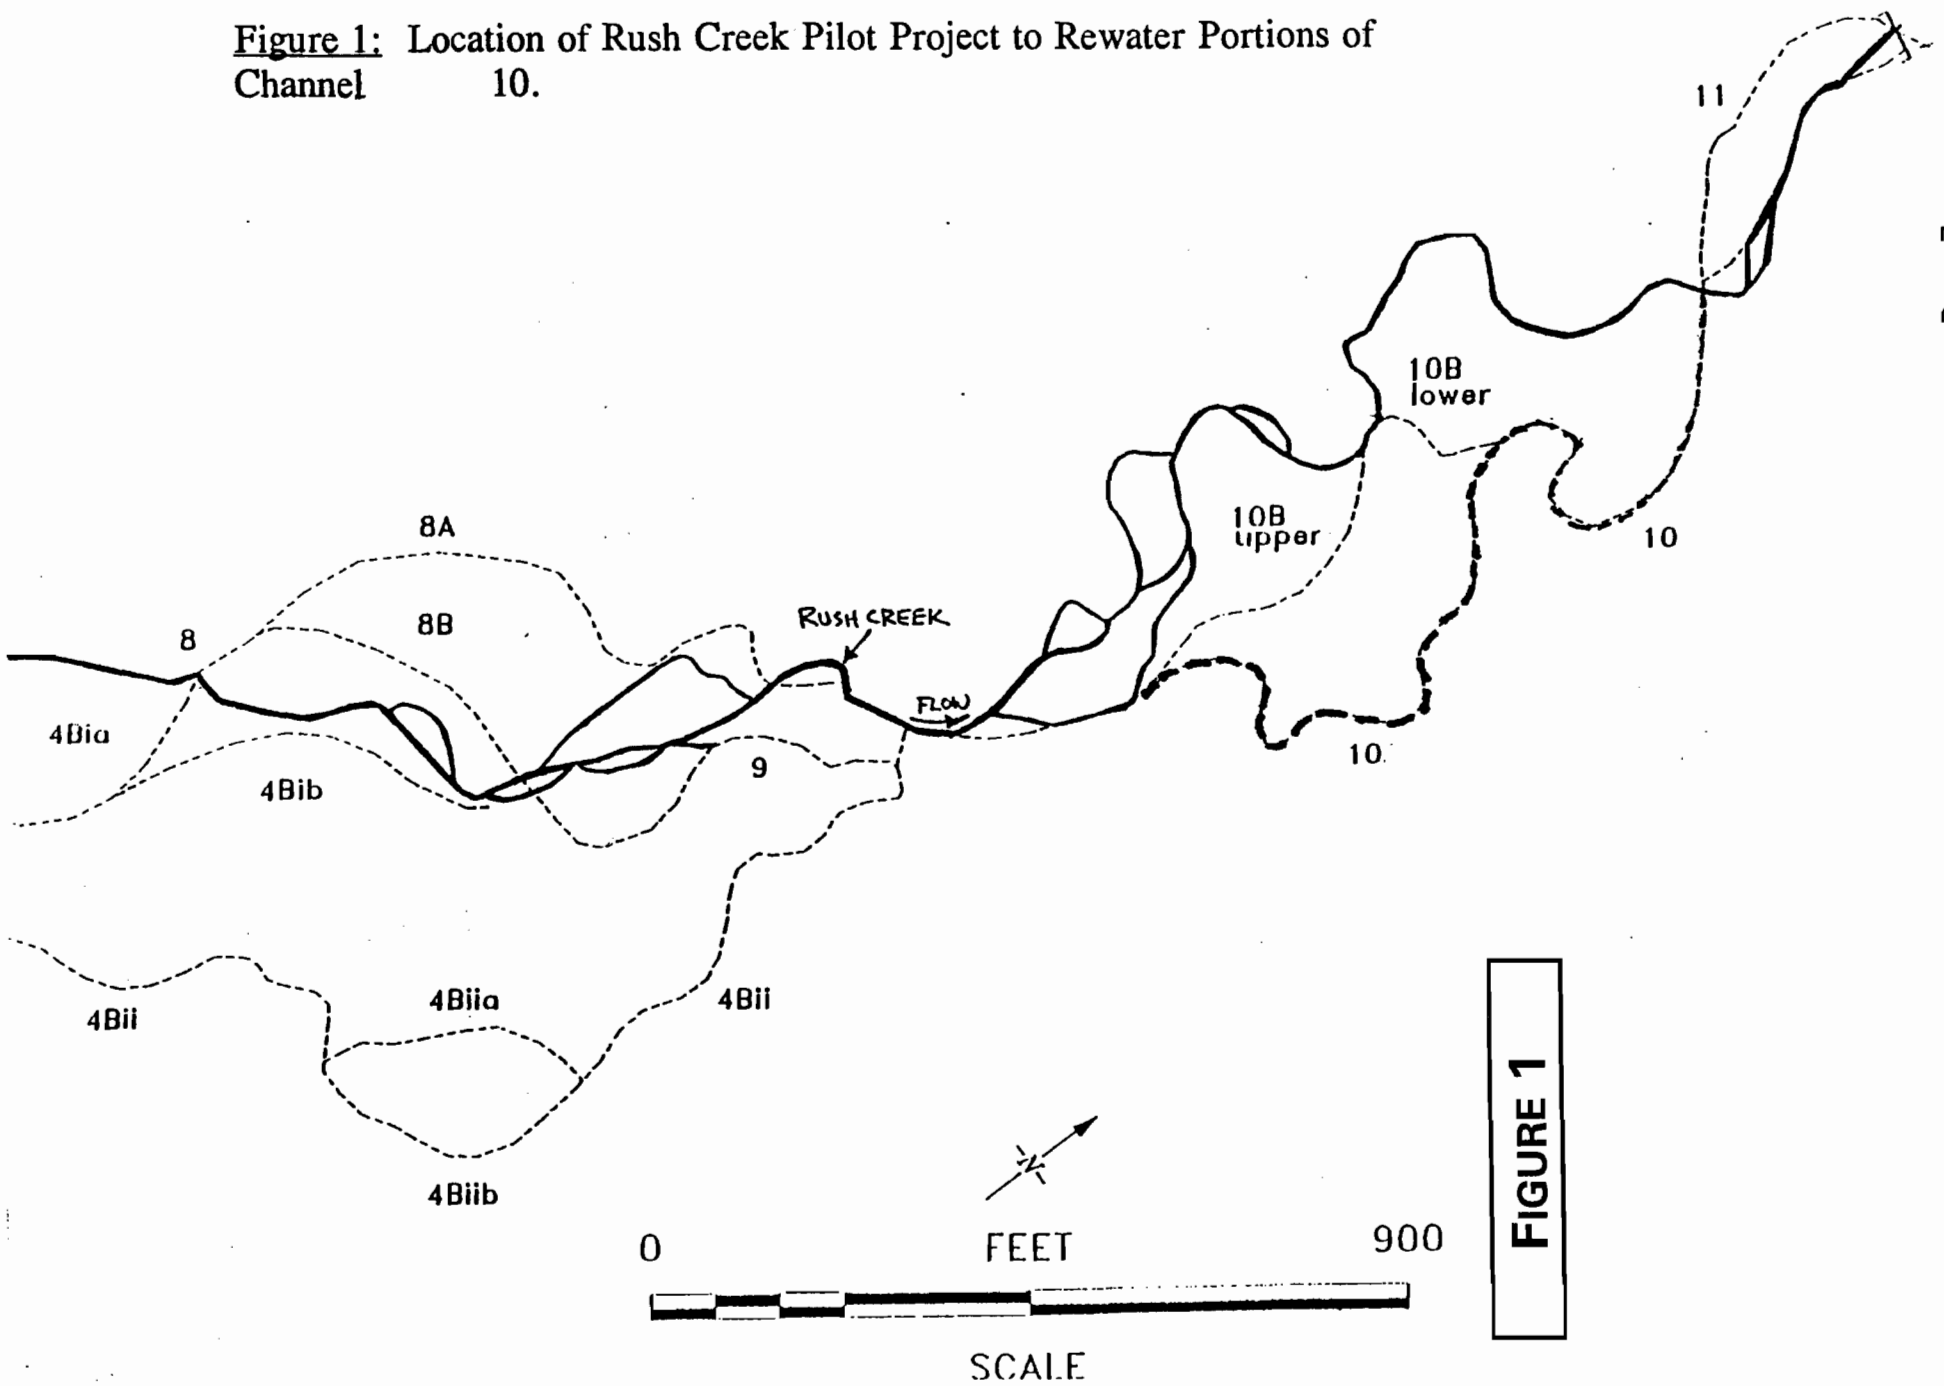 Figure 1: Location of Rush Creek Pilot Project to Rewater Portions of
Channel 10.
11
10B
lower
10B
upper
10
8A
8B
8
RUSH CREEK
FLOW
4Bia
4Bib
9
10
4Bii
4Biia
4Bii
4Biib
N
0 FEET 900
SCALE
FIGURE 1